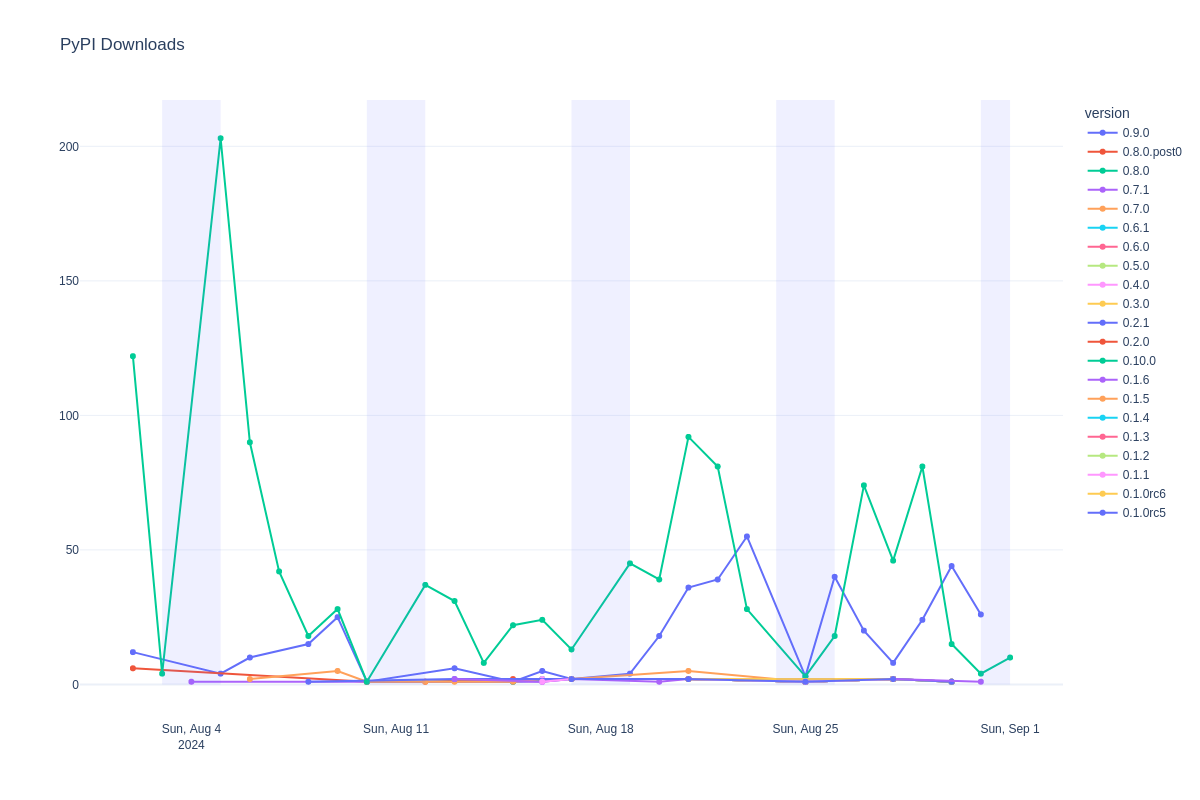 PyPI Downloads
200
150
100
50
0
Sun, Aug 4
2024
Sun, Aug 11
Sun, Aug 18
Sun, Aug 25
Sun, Sep 1
version
0.9.0
0.8.0.post0
0.8.0
0.7.1
0.7.0
0.6.1
0.6.0
0.5.0
0.4.0
0.3.0
0.2.1
0.2.0
0.10.0
0.1.6
0.1.5
0.1.4
0.1.3
0.1.2
0.1.1
0.1.0rc6
0.1.0rc5